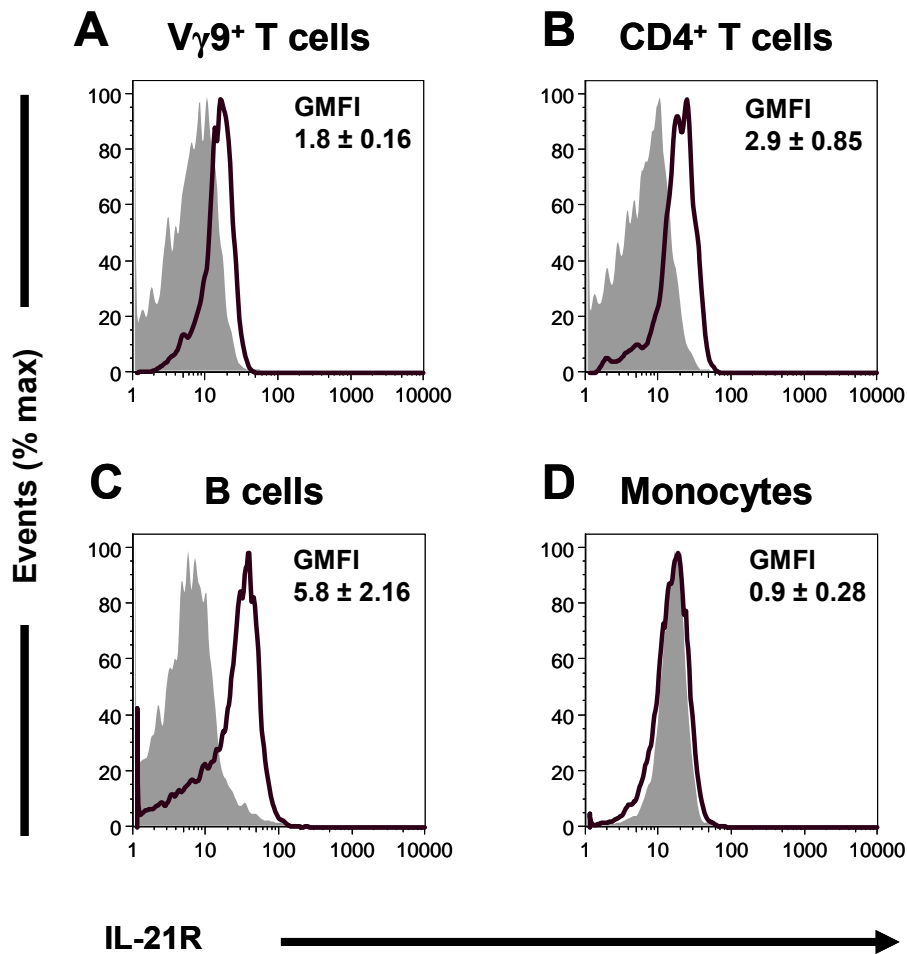 A
Vγ9+ T cells
GMFI
1.8 ± 0.16
100
80
60
40
20
0
1
10
100
1000
10000
B
CD4+ T cells
GMFI
2.9 ± 0.85
100
80
60
40
20
0
1
10
100
1000
10000
Events (% max)
C
B cells
GMFI
5.8 ± 2.16
100
80
60
40
20
0
1
10
100
1000
10000
D
Monocytes
GMFI
0.9 ± 0.28
100
80
60
40
20
0
1
10
100
1000
10000
IL-21R